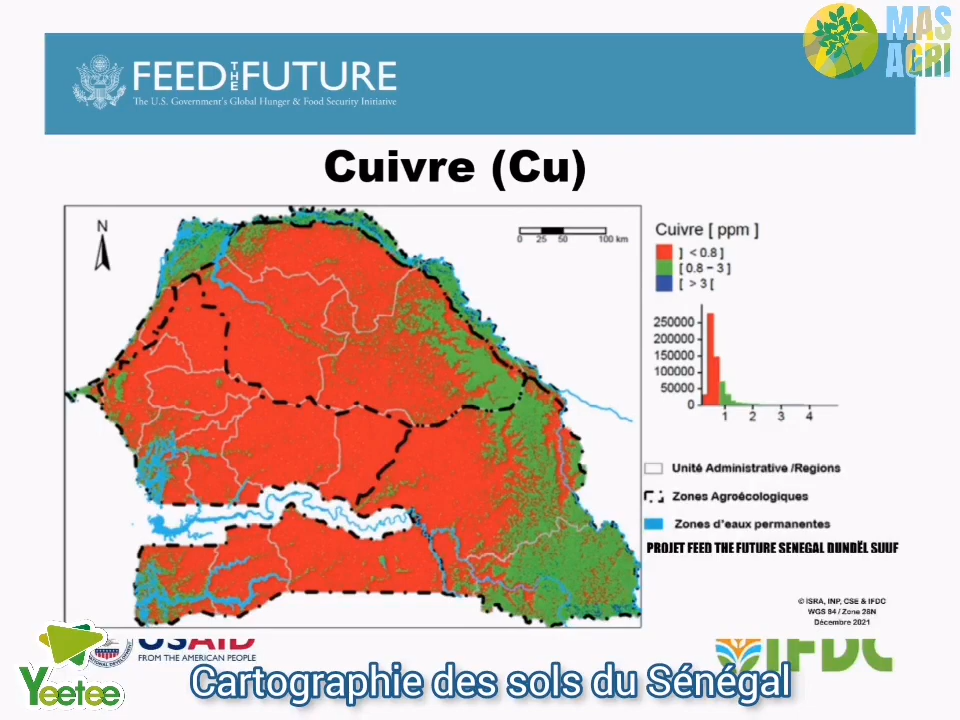 MAS
AGRI
FEED THE FUTURE
The U.S. Government's Global Hunger & Food Security Initiative
Cuivre (Cu)
N
0 25 50 100 km
Cuivre [ ppm ]
] < 0.8 ]
[ 0.8 – 3 ]
[ > 3 [
250000
200000
150000
100000
50000
0
1 2 3 4
Unité Administrative /Regions
Zones Agroécologiques
Zones d'eaux permanentes
PROJET FEED THE FUTURE SENEGAL DUNDËL SUUF
© ISRA, INP, CSE & IFDC
WGS 84 / Zone 28N
Décembre 2021
USAID
FROM THE AMERICAN PEOPLE
IFDC
Yeetee
Cartographie des sols du Sénégal